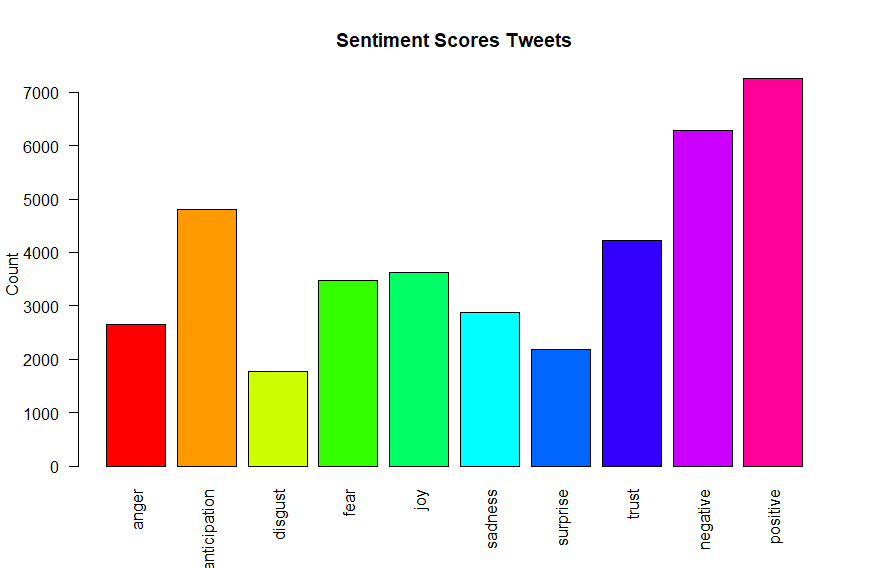 Sentiment Scores Tweets
Count
7000
6000
5000
4000
3000
2000
1000
0
anger
anticipation
disgust
fear
joy
sadness
surprise
trust
negative
positive